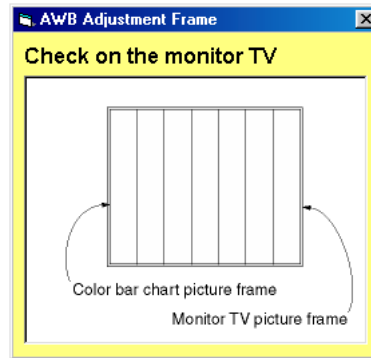 AWB Adjustment Frame
Check on the monitor TV
Color bar chart picture frame
Monitor TV picture frame